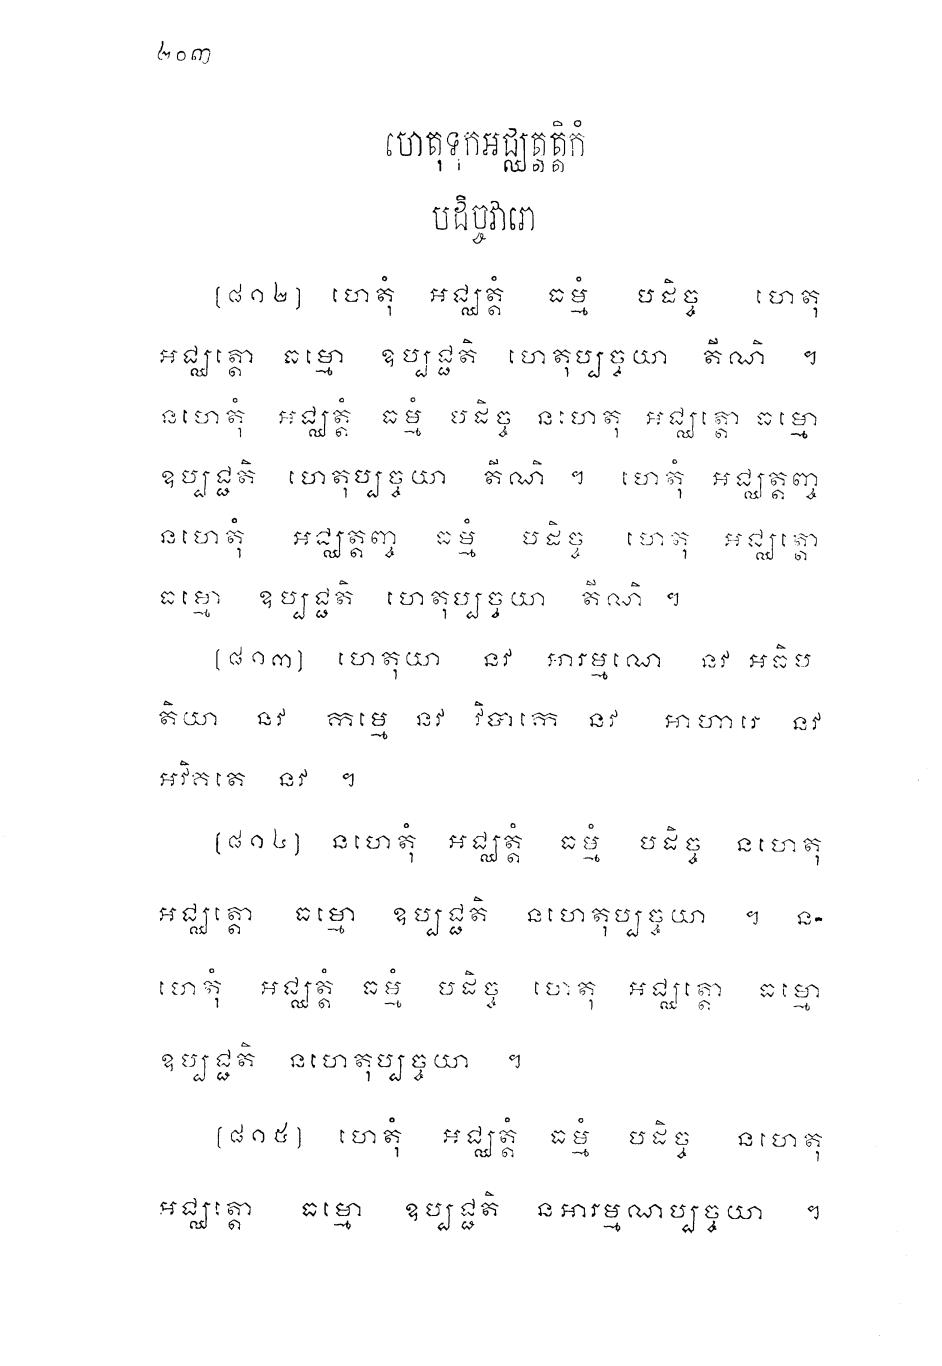 ២០៣
ហេតុទុកអជ្ឈត្តត្តិកំ
បដិច្ចវារោ
[៨១២] ហេតុំ អជ្ឈត្តំ ធម្មំ បដិច្ច ហេតុ
អជ្ឈត្តោ ធម្មោ ឧប្បជ្ជតិ ហេតុប្បច្ចយា តីណិ ។
នហេតុំ អជ្ឈត្តំ ធម្មំ បដិច្ច នហេតុ អជ្ឈត្តោ ធម្មោ
ឧប្បជ្ជតិ ហេតុប្បច្ចយា តីណិ ។ ហេតុំ អជ្ឈត្តញ្ច
នហេតុំ អជ្ឈត្តញ្ច ធម្មំ បដិច្ច ហេតុ អជ្ឈត្តោ
ធម្មោ ឧប្បជ្ជតិ ហេតុប្បច្ចយា តីណិ ។
[៨១៣] ហេតុយា នវ អារម្មណេ នវ អធិប
តិយា នវ កម្មេ នវ វិបាកេ នវ អាហារេ នវ
អវិគតេ នវ ។
[៨១៤] នហេតុំ អជ្ឈត្តំ ធម្មំ បដិច្ច នហេតុ
អជ្ឈត្តោ ធម្មោ ឧប្បជ្ជតិ នហេតុប្បច្ចយា ។ ន-
ហេតុំ អជ្ឈត្តំ ធម្មំ បដិច្ច ហេតុ អជ្ឈត្តោ ធម្មោ
ឧប្បជ្ជតិ នហេតុប្បច្ចយា ។
[៨១៥] ហេតុំ អជ្ឈត្តំ ធម្មំ បដិច្ច នហេតុ
អជ្ឈត្តោ ធម្មោ ឧប្បជ្ជតិ នអារម្មណប្បច្ចយា ។